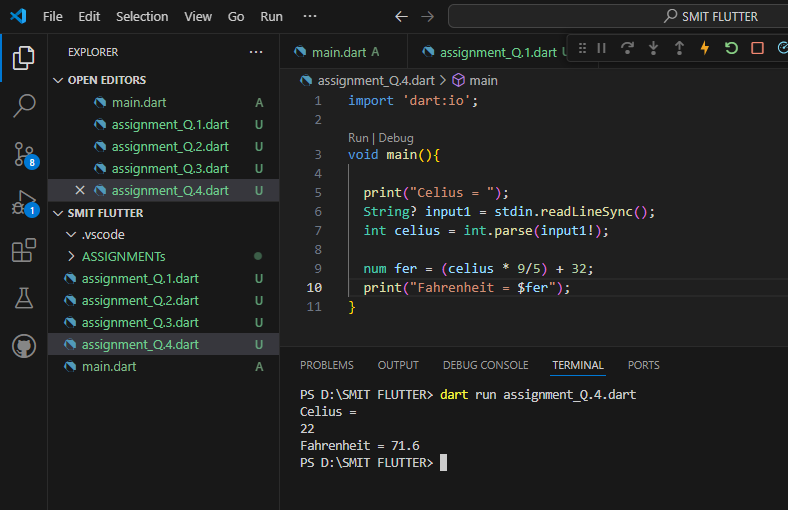 File Edit Selection View Go Run ··· SMIT FLUTTER
EXPLORER ···
OPEN EDITORS
main.dart A
assignment_Q.1.dart U
assignment_Q.2.dart U
assignment_Q.3.dart U
assignment_Q.4.dart U
SMIT FLUTTER
.vscode
ASSIGNMENTs
assignment_Q.1.dart U
assignment_Q.2.dart U
assignment_Q.3.dart U
assignment_Q.4.dart U
main.dart A
8
1
main.dart A assignment_Q.1.dart U
assignment_Q.4.dart > main
1 import 'dart:io';
2
Run | Debug
3 void main(){
4
5 print("Celius = ");
6 String? input1 = stdin.readLineSync();
7 int celius = int.parse(input1!);
8
9 num fer = (celius * 9/5) + 32;
10 print("Fahrenheit = $fer");
11 }
PROBLEMS OUTPUT DEBUG CONSOLE TERMINAL PORTS
PS D:\SMIT FLUTTER> dart run assignment_Q.4.dart
Celius =
22
Fahrenheit = 71.6
PS D:\SMIT FLUTTER>